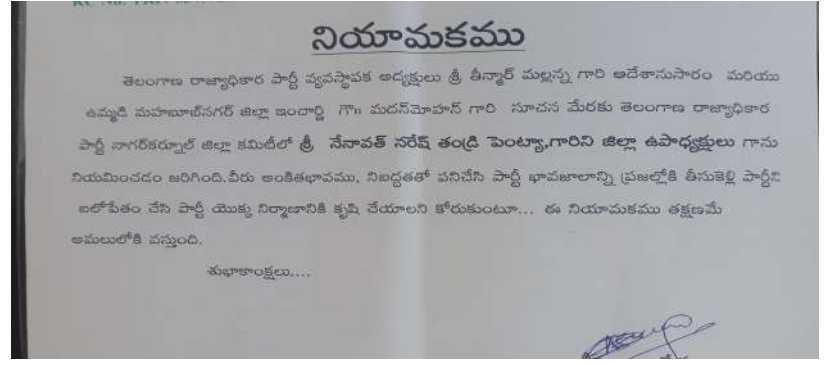 నియామకము
తెలంగాణ రాజ్యాధికార పార్టీ వ్యవస్థాపక అధ్యక్షులు శ్రీ తీన్మార్ మల్లన్న గారి ఆదేశానుసారం మరియు
ఉమ్మడి మహబూబ్‌నగర్ జిల్లా ఇంచార్జి గౌ॥ మదన్‌మోహన్ గారి సూచన మేరకు తెలంగాణ రాజ్యాధికార
పార్టీ నాగర్‌కర్నూల్ జిల్లా కమిటీలో శ్రీ నేనావత్ నరేష్ తండ్రి పెంట్యా,గారిని జిల్లా ఉపాధ్యక్షులు గాను
నియమించడం జరిగింది.వీరు అంకితభావము, నిబద్ధతతో పనిచేసి పార్టీ భావజాలాన్ని ప్రజల్లోకి తీసుకెళ్లి పార్టీని
బలోపేతం చేసి పార్టీ యొక్క నిర్మాణానికి కృషి చేయాలని కోరుకుంటూ... ఈ నియామకము తక్షణమే
అమలులోకి వస్తుంది.
శుభాకాంక్షలు....